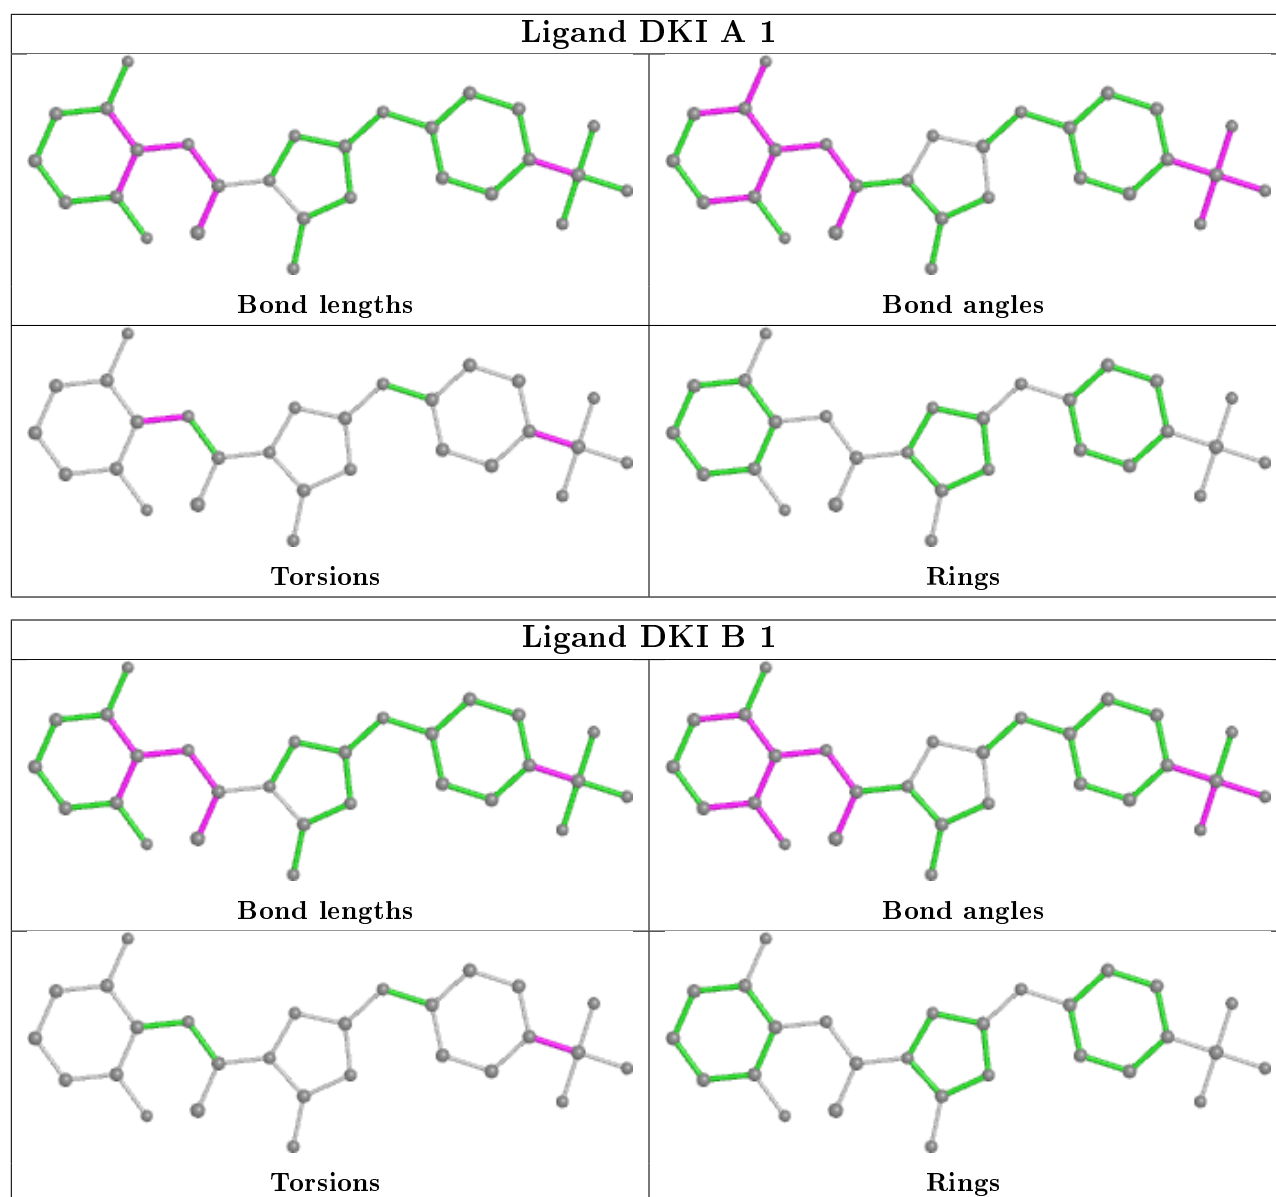 Ligand DKI A 1
Bond lengths
Bond angles
Torsions
Rings
Ligand DKI B 1
Bond lengths
Bond angles
Torsions
Rings